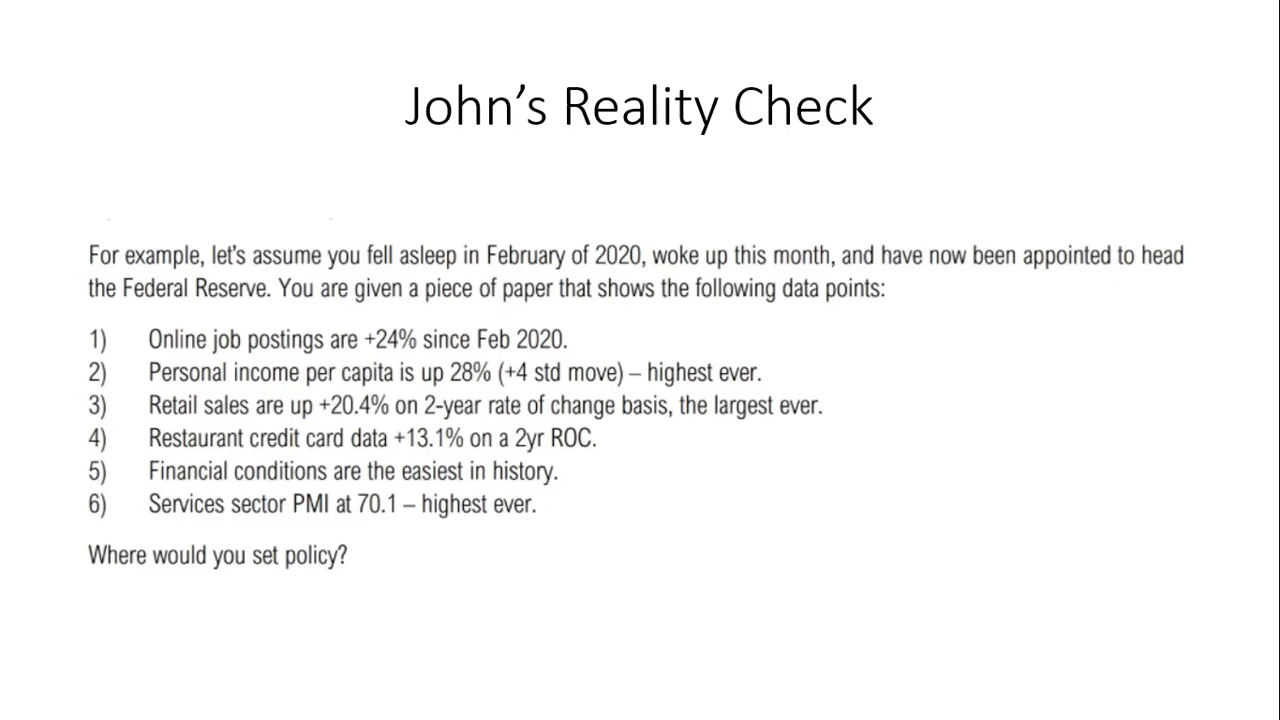 John’s Reality Check
For example, let's assume you fell asleep in February of 2020, woke up this month, and have now been appointed to head
the Federal Reserve. You are given a piece of paper that shows the following data points:
1) Online job postings are +24% since Feb 2020.
2) Personal income per capita is up 28% (+4 std move) – highest ever.
3) Retail sales are up +20.4% on 2-year rate of change basis, the largest ever.
4) Restaurant credit card data +13.1% on a 2yr ROC.
5) Financial conditions are the easiest in history.
6) Services sector PMI at 70.1 – highest ever.
Where would you set policy?